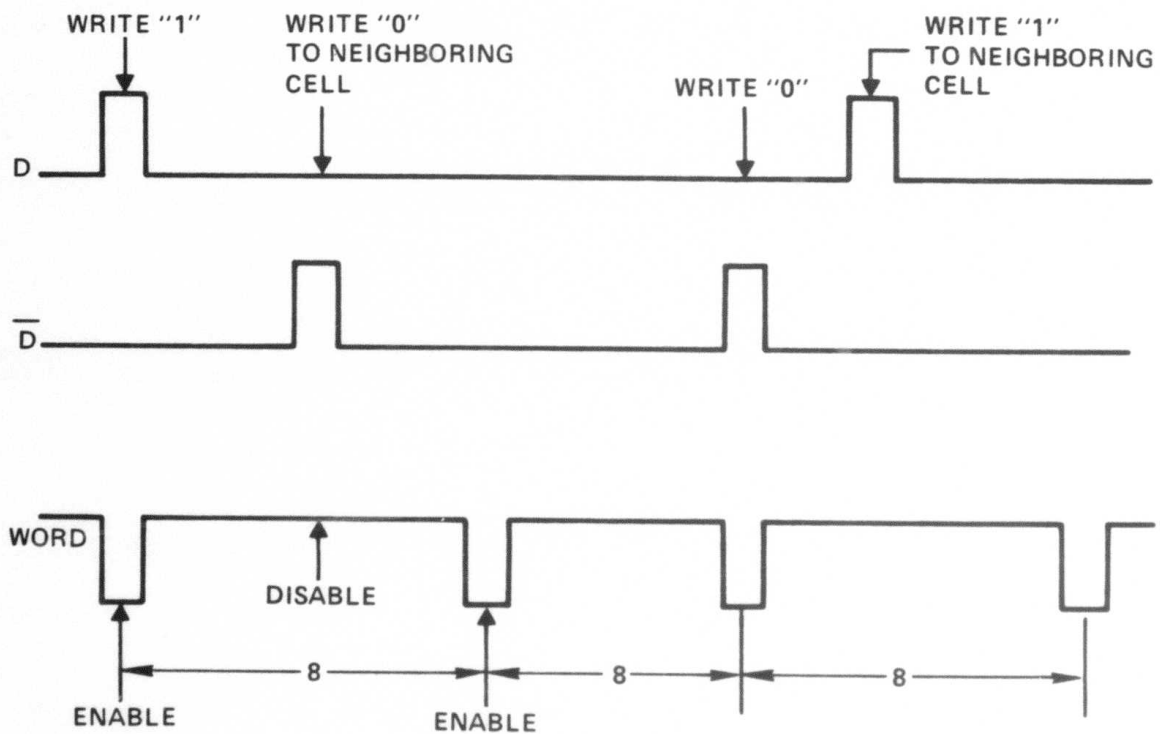 WRITE "1"
WRITE "0"
TO NEIGHBORING
CELL
WRITE "0"
WRITE "1"
TO NEIGHBORING
CELL
D
D̅
WORD
DISABLE
8
8
8
ENABLE
ENABLE